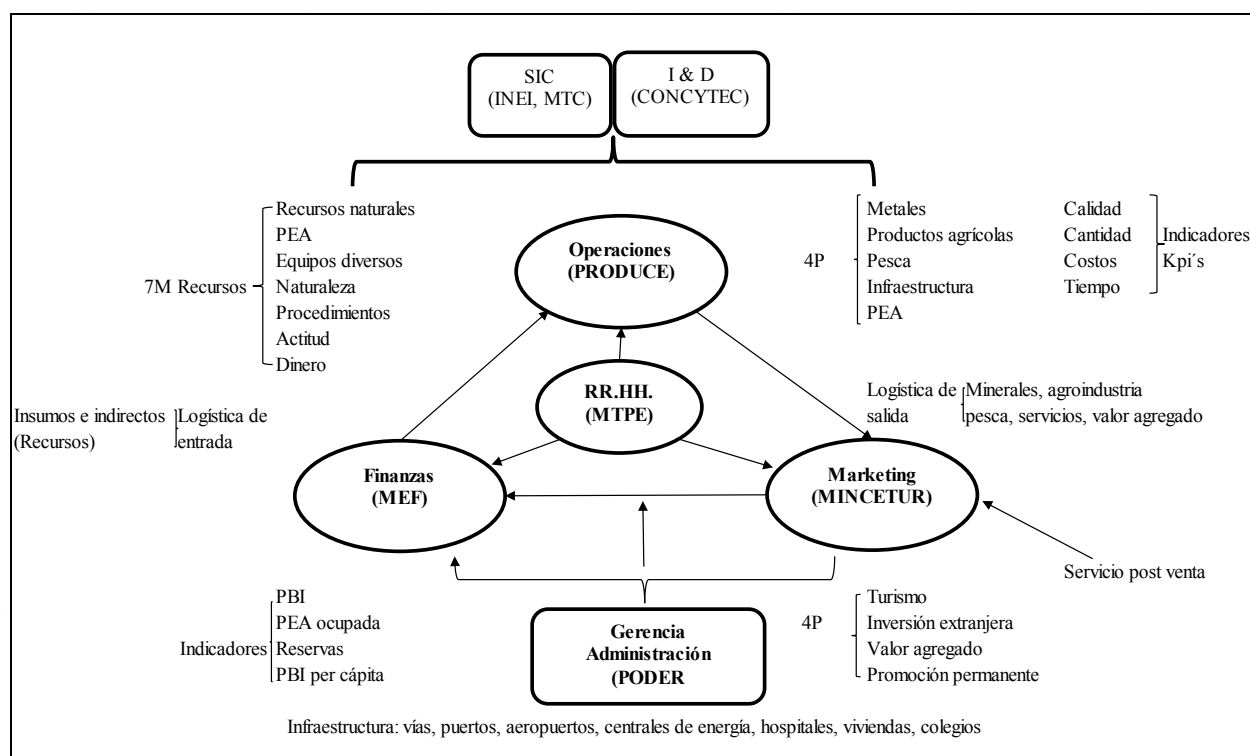 SIC
(INEI, MTC)
I & D
(CONCYTEC)
7M Recursos
Recursos naturales
PEA
Equipos diversos
Naturaleza
Procedimientos
Actitud
Dinero
Operaciones
(PRODUCE)
4P
Metales
Productos agrícolas
Pesca
Infraestructura
PEA
Calidad
Cantidad
Costos
Tiempo
Indicadores
Kpi´s
Insumos e indirectos
(Recursos)
Logística de
entrada
RR.HH.
(MTPE)
Logística de
salida
Minerales, agroindustria
pesca, servicios, valor agregado
Finanzas
(MEF)
Marketing
(MINCETUR)
Servicio post venta
Indicadores
PBI
PEA ocupada
Reservas
PBI per cápita
Gerencia
Administración
(PODER
4P
Turismo
Inversión extranjera
Valor agregado
Promoción permanente
Infraestructura: vías, puertos, aeropuertos, centrales de energía, hospitales, viviendas, colegios